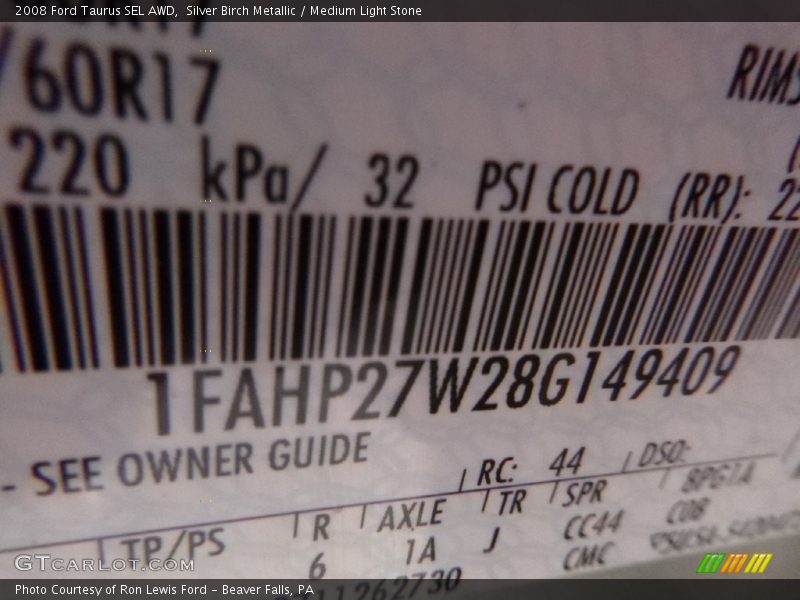 2008 Ford Taurus SEL AWD,  Silver Birch Metallic / Medium Light Stone
/60R17
RIMS
220 kPa/ 32 PSI COLD (RR): 22
1FAHP27W28G149409
- SEE OWNER GUIDE
RC: 44 DSO:
TP/PS R AXLE TR SPR 8PG1A
6 1A J CC44 C08
CMC
GTCARLOT.COM
Photo Courtesy of Ron Lewis Ford - Beaver Falls, PA